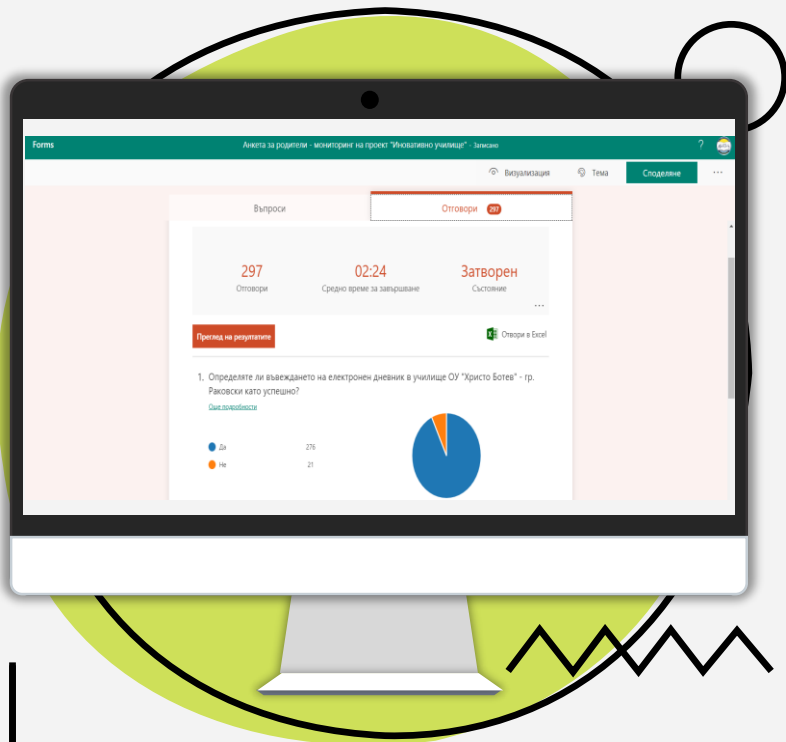 Forms
Анкета за родители - мониторинг на проект "Иновативно училище" - Записано
?
Визуализация
Тема
Споделяне
...
Въпроси
Отговори 297
297
02:24
Затворен
Отговори
Средно време за завършване
Състояние
...
Преглед на резултатите
Отвори в Excel
1. Определяте ли въвеждането на електронен дневник в училище ОУ "Христо Ботев" - гр.
Раковски като успешно?
Още подробности
Да 276
Не 21